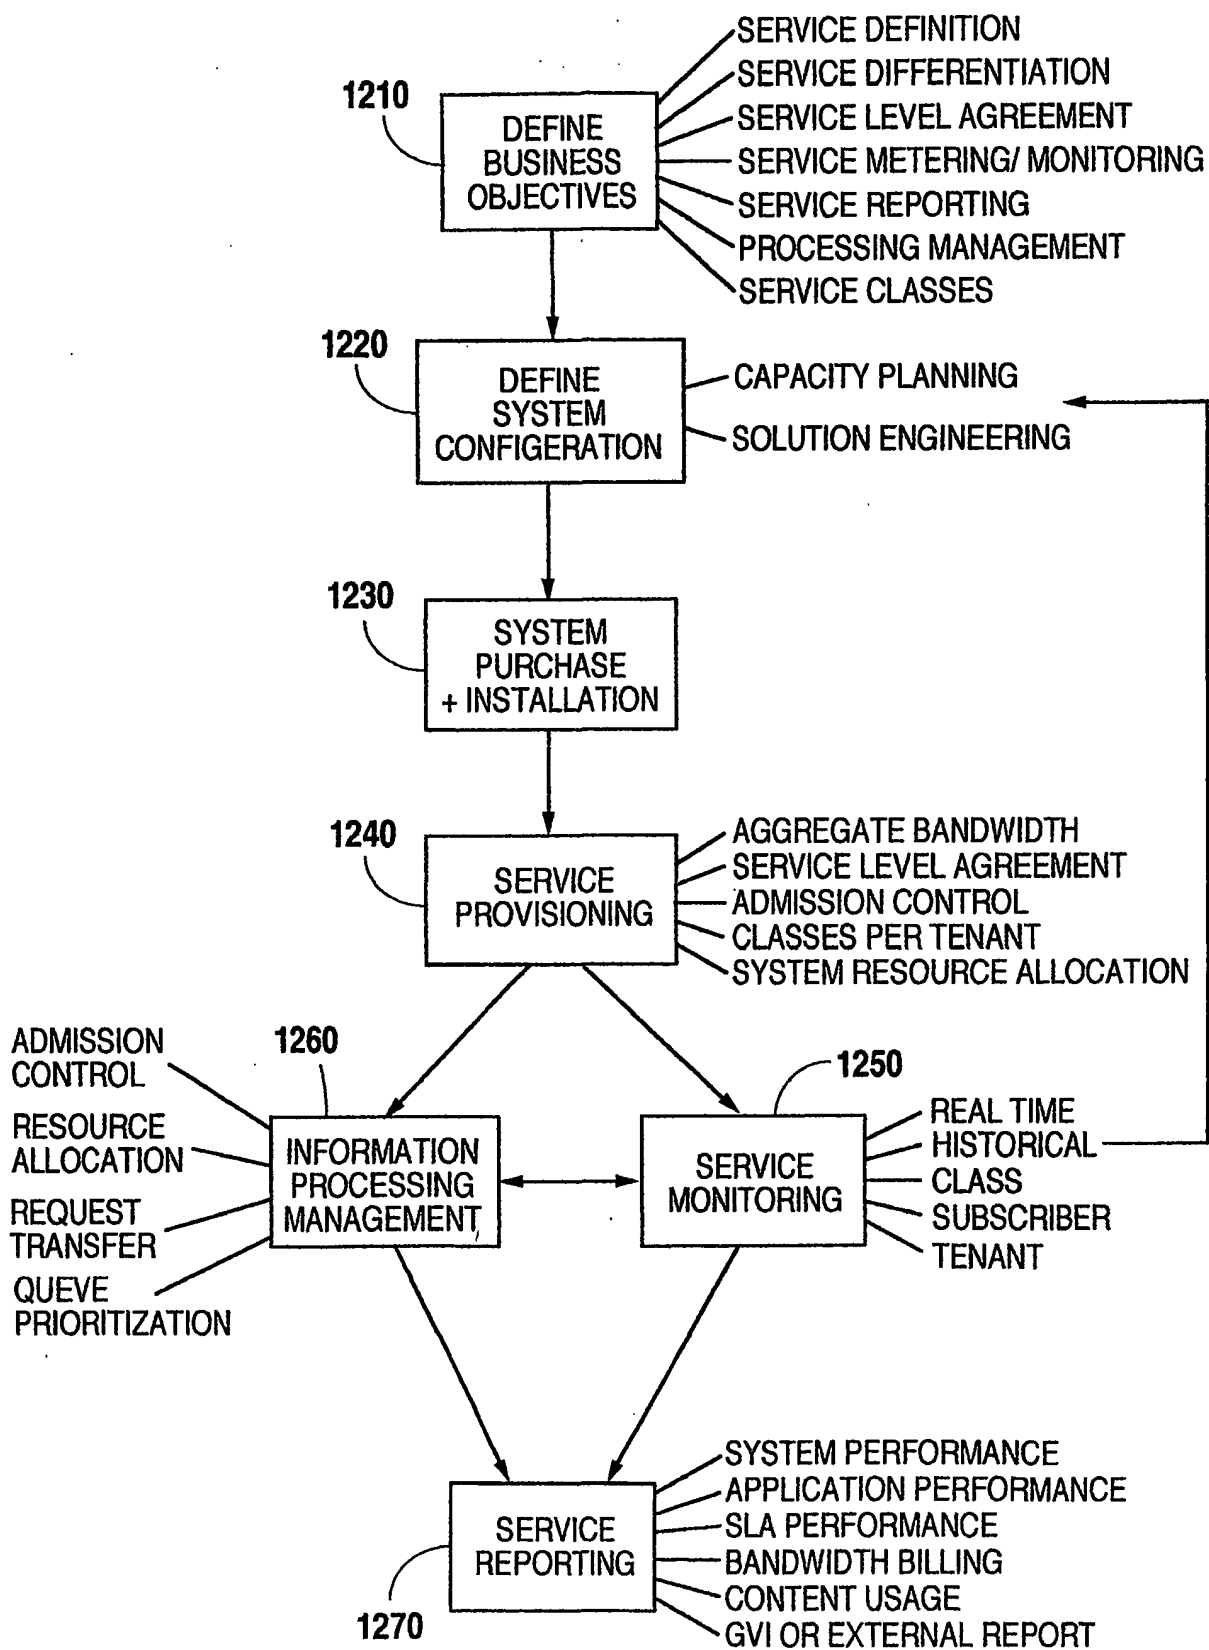 1210
DEFINE
BUSINESS
OBJECTIVES
SERVICE DEFINITION
SERVICE DIFFERENTIATION
SERVICE LEVEL AGREEMENT
SERVICE METERING/ MONITORING
SERVICE REPORTING
PROCESSING MANAGEMENT
SERVICE CLASSES
1220
DEFINE
SYSTEM
CONFIGERATION
CAPACITY PLANNING
SOLUTION ENGINEERING
1230
SYSTEM
PURCHASE
+ INSTALLATION
1240
SERVICE
PROVISIONING
AGGREGATE BANDWIDTH
SERVICE LEVEL AGREEMENT
ADMISSION CONTROL
CLASSES PER TENANT
SYSTEM RESOURCE ALLOCATION
1260
ADMISSION
CONTROL
RESOURCE
ALLOCATION
REQUEST
TRANSFER
QUEVE
PRIORITIZATION
INFORMATION
PROCESSING
MANAGEMENT
1250
SERVICE
MONITORING
REAL TIME
HISTORICAL
CLASS
SUBSCRIBER
TENANT
1270
SERVICE
REPORTING
SYSTEM PERFORMANCE
APPLICATION PERFORMANCE
SLA PERFORMANCE
BANDWIDTH BILLING
CONTENT USAGE
GVI OR EXTERNAL REPORT